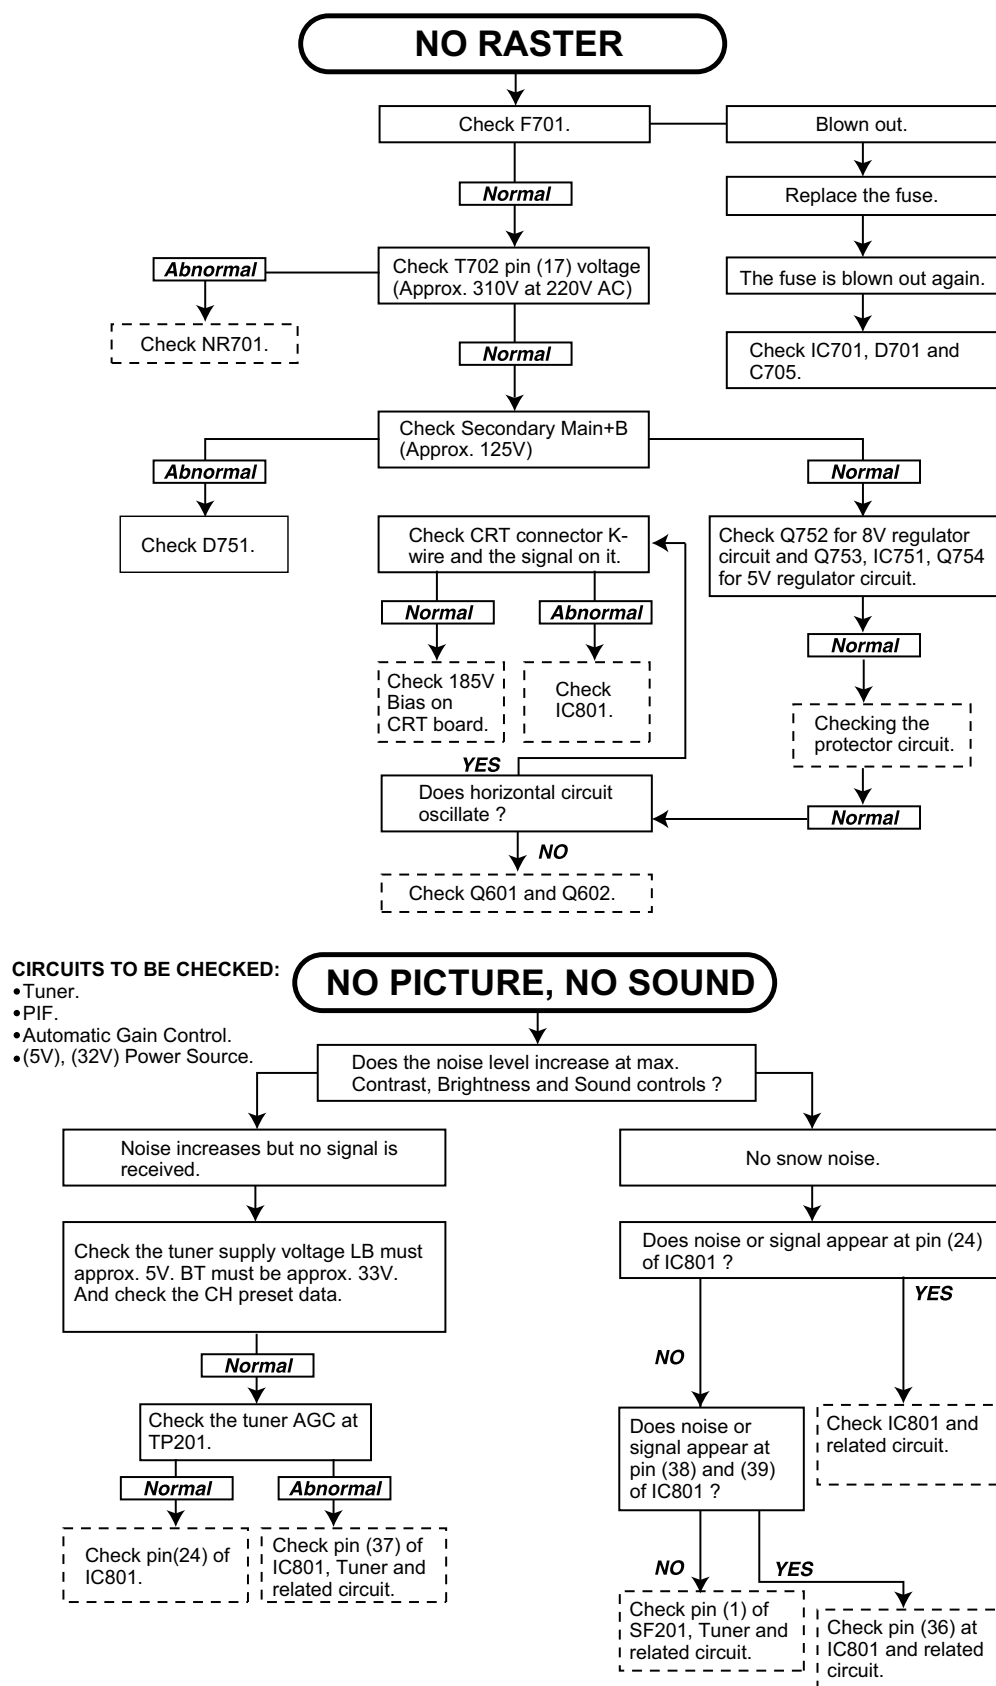 NO RASTER
Check F701.
Blown out.
Normal
Replace the fuse.
Abnormal
Check T702 pin (17) voltage
(Approx. 310V at 220V AC)
The fuse is blown out again.
Check NR701.
Normal
Check IC701, D701 and
C705.
Check Secondary Main+B
(Approx. 125V)
Abnormal
Normal
Check D751.
Check CRT connector K-
wire and the signal on it.
Check Q752 for 8V regulator
circuit and Q753, IC751, Q754
for 5V regulator circuit.
Normal
Abnormal
Normal
Check 185V
Bias on
CRT board.
Check
IC801.
Checking the
protector circuit.
YES
Does horizontal circuit
oscillate ?
Normal
NO
Check Q601 and Q602.
CIRCUITS TO BE CHECKED:
•Tuner.
•PIF.
•Automatic Gain Control.
•(5V), (32V) Power Source.
NO PICTURE, NO SOUND
Does the noise level increase at max.
Contrast, Brightness and Sound controls ?
Noise increases but no signal is
received.
No snow noise.
Check the tuner supply voltage LB must
approx. 5V. BT must be approx. 33V.
And check the CH preset data.
Does noise or signal appear at pin (24)
of IC801 ?
YES
NO
Normal
Check the tuner AGC at
TP201.
Does noise or
signal appear at
pin (38) and (39)
of IC801 ?
Check IC801 and
related circuit.
Normal
Abnormal
Check pin(24) of
IC801.
Check pin (37) of
IC801, Tuner and
related circuit.
NO
YES
Check pin (1) of
SF201, Tuner and
related circuit.
Check pin (36) at
IC801 and related
circuit.